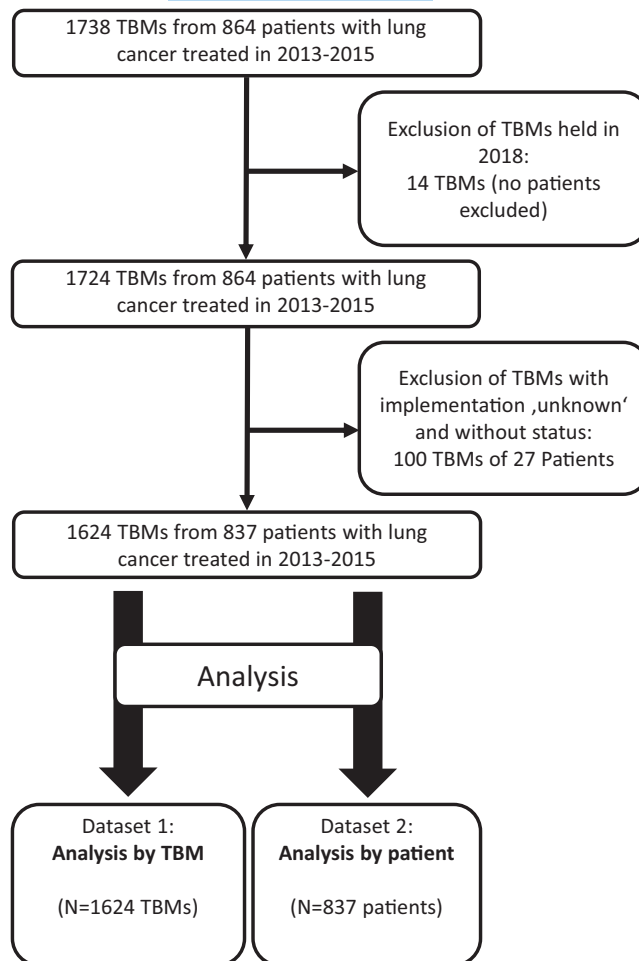 1738 TBMs from 864 patients with lung
cancer treated in 2013-2015
Exclusion of TBMs held in
2018:
14 TBMs (no patients
excluded)
1724 TBMs from 864 patients with lung
cancer treated in 2013-2015
Exclusion of TBMs with
implementation ‚unknown‘
and without status:
100 TBMs of 27 Patients
1624 TBMs from 837 patients with lung
cancer treated in 2013-2015
Analysis
Dataset 1:
Analysis by TBM
(N=1624 TBMs)
Dataset 2:
Analysis by patient
(N=837 patients)